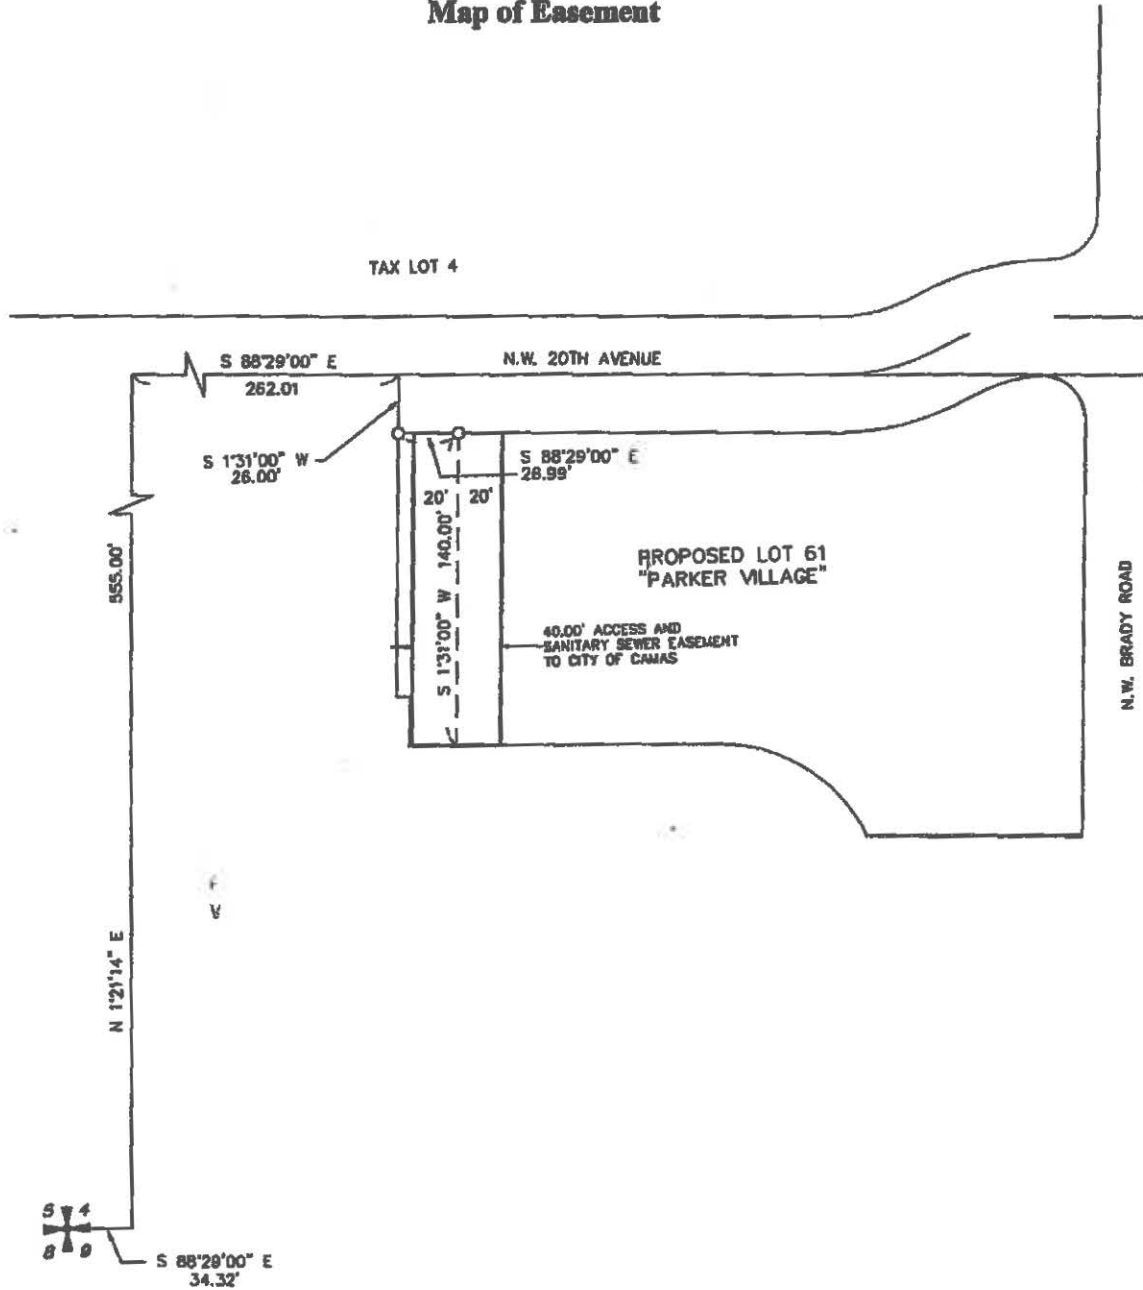 Map of Easement
TAX LOT 4
S 88°29'00" E
262.01
N.W. 20TH AVENUE
S 1°31'00" W
26.00'
S 88°29'00" E
28.99'
20' 20'
S 1°31'00" W 140.00'
555.00'
PROPOSED LOT 61
"PARKER VILLAGE"
40.00' ACCESS AND
SANITARY SEWER EASEMENT
TO CITY OF CAMAS
N.W. BRADY ROAD
N 1°21'14" E
5 4
8 9
S 88°29'00" E
34.32'